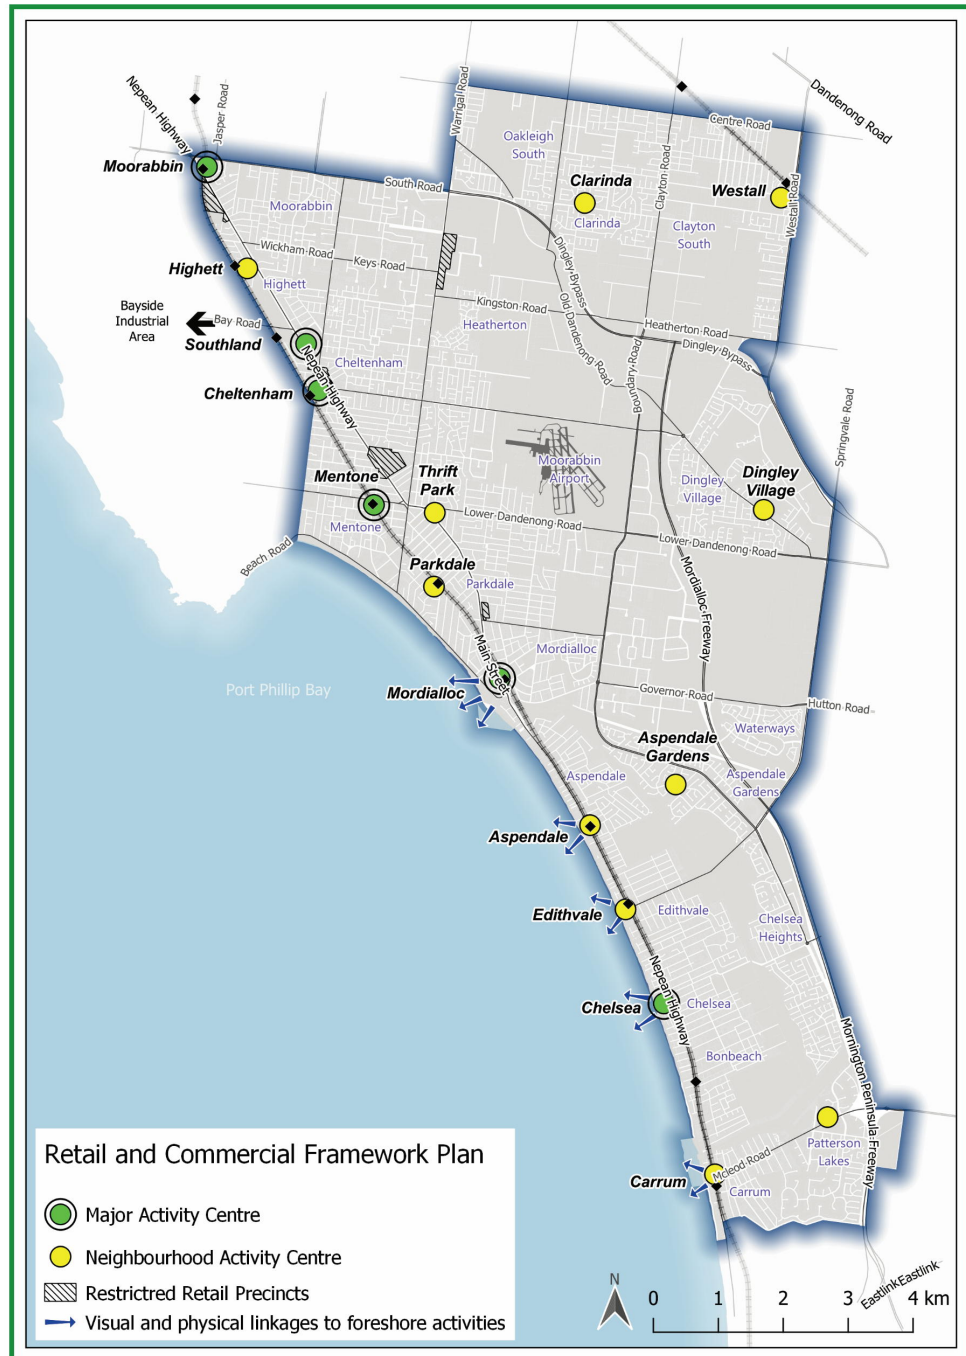 Dandenong Road
Nepean Highway
Jasper Road
Warrigal Road
Centre Road
Oakleigh
South
Moorabbin
South Road
Clarinda
Clayton Road
Westall
Westall Road
Moorabbin
Clarinda
Clayton
South
Wickham Road
Keys Road
Dingley Bypass
Highett
Highett
Old Dandenong Road
Bayside
Industrial
Area
Bay Road
Kingston Road
Heatherton
Heatherton Road
Dingley Bypass
Southland
Boundary Road
Cheltenham
Nepean Highway
Cheltenham
Springvale Road
Moorabbin
Airport
Mentone
Thrift
Park
Dingley
Village
Dingley
Village
Mentone
Lower Dandenong Road
Lower Dandenong Road
Beach Road
Parkdale
Parkdale
Mordialloc Freeway
Main Street
Mordialloc
Port Phillip Bay
Mordialloc
Governor Road
Hutton Road
Waterways
Aspendale
Gardens
Aspendale
Aspendale
Gardens
Aspendale
Edithvale
Edithvale
Chelsea
Heights
Nepean Highway
Chelsea
Chelsea
Bonbeach
Mornington Peninsula Freeway
Patterson
Lakes
Mcleod Road
Carrum
Carrum
EastlinkEastlink
Retail and Commercial Framework Plan
Major Activity Centre
Neighbourhood Activity Centre
Restrictred Retail Precincts
Visual and physical linkages to foreshore activities
N
0 1 2 3 4 km